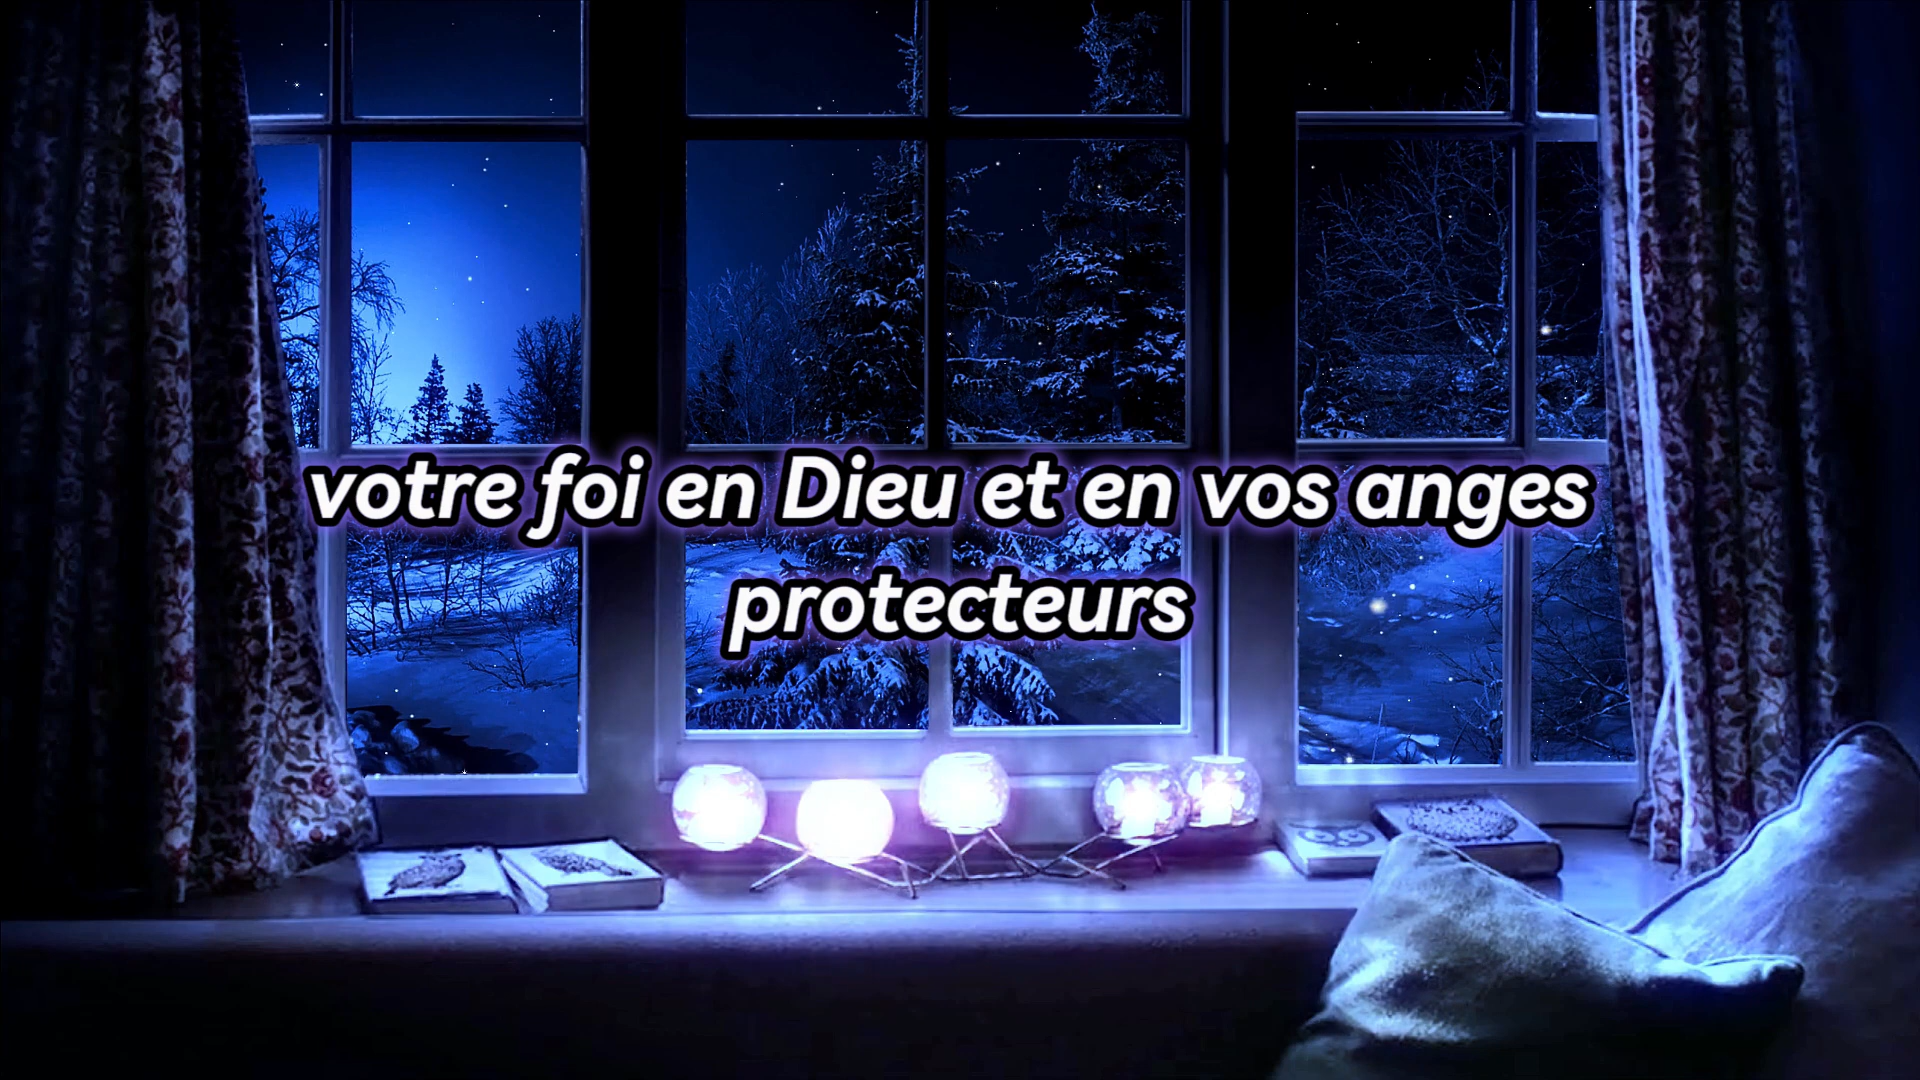 votre foi en Dieu et en vos anges
protecteurs